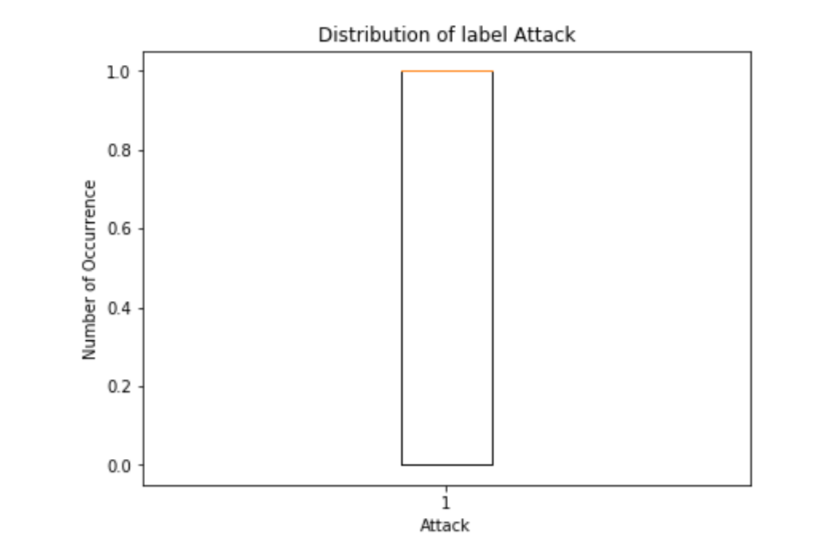 Distribution of label Attack
1.0
0.8
0.6
0.4
0.2
0.0
Number of Occurrence
1
Attack